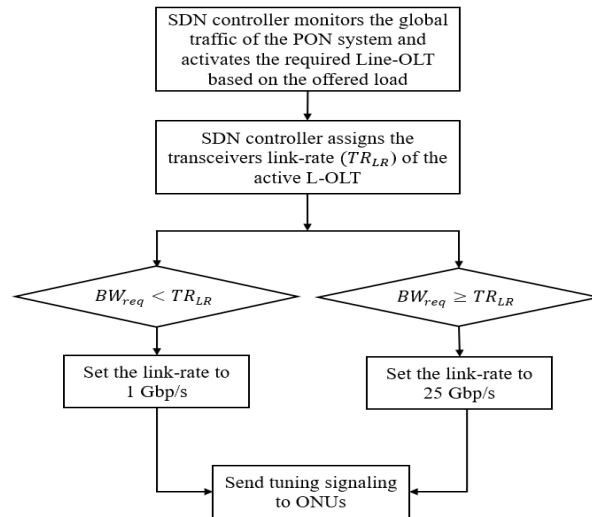 SDN controller monitors the global
traffic of the PON system and
activates the required Line-OLT
based on the offered load
SDN controller assigns the
transceivers link-rate (TR_LR) of the
active L-OLT
BW_req < TR_LR
BW_req ≥ TR_LR
Set the link-rate to
1 Gbp/s
Set the link-rate to
25 Gbp/s
Send tuning signaling
to ONUs